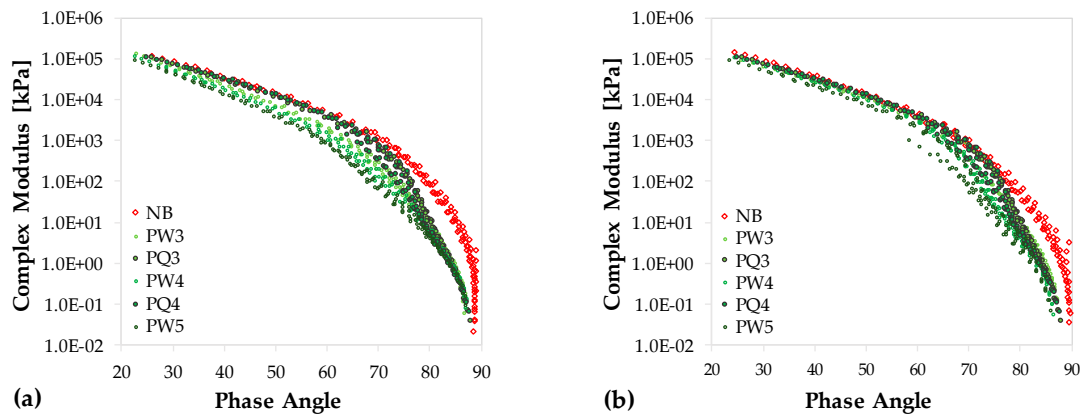 1.0E+06
1.0E+05
1.0E+04
1.0E+03
1.0E+02
1.0E+01
1.0E+00
1.0E-01
1.0E-02
Complex Modulus [kPa]
NB
PW3
PQ3
PW4
PQ4
PW5
20 30 40 50 60 70 80 90
Phase Angle
(a)
1.0E+06
1.0E+05
1.0E+04
1.0E+03
1.0E+02
1.0E+01
1.0E+00
1.0E-01
1.0E-02
Complex Modulus [kPa]
NB
PW3
PQ3
PW4
PQ4
PW5
20 30 40 50 60 70 80 90
Phase Angle
(b)